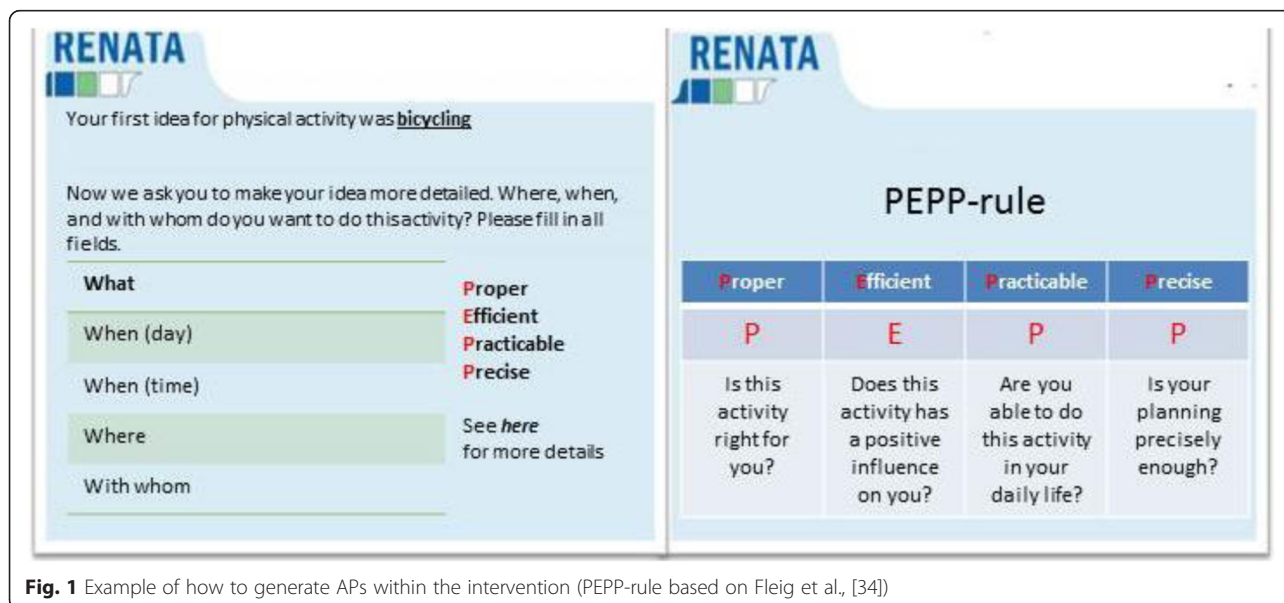 RENATA
Your first idea for physical activity was bicycling
Now we ask you to make your idea more detailed. Where, when,
and with whom do you want to do this activity? Please fill in all
fields.
What
When (day)
When (time)
Where
With whom
Proper
Efficient
Practicable
Precise
See here
for more details
RENATA
PEPP-rule
Proper Efficient Practicable Precise
P E P P
Is this
activity
right for
you?
Does this
activity has
a positive
influence
on you?
Are you
able to do
this activity
in your
daily life?
Is your
planning
precisely
enough?
Fig. 1 Example of how to generate APs within the intervention (PEPP-rule based on Fleig et al., [34])